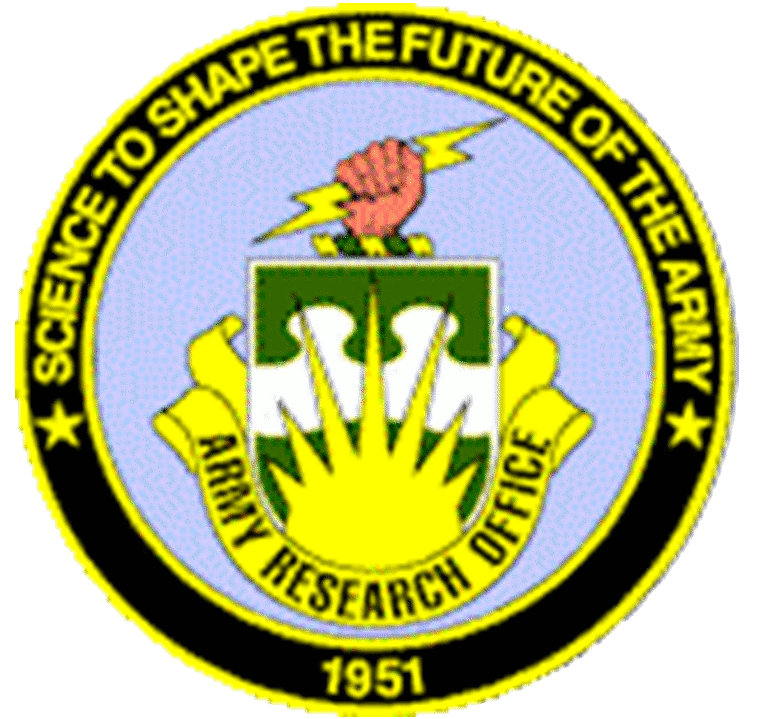 SCIENCE TO SHAPE THE FUTURE OF THE ARMY
ARMY RESEARCH OFFICE
1951